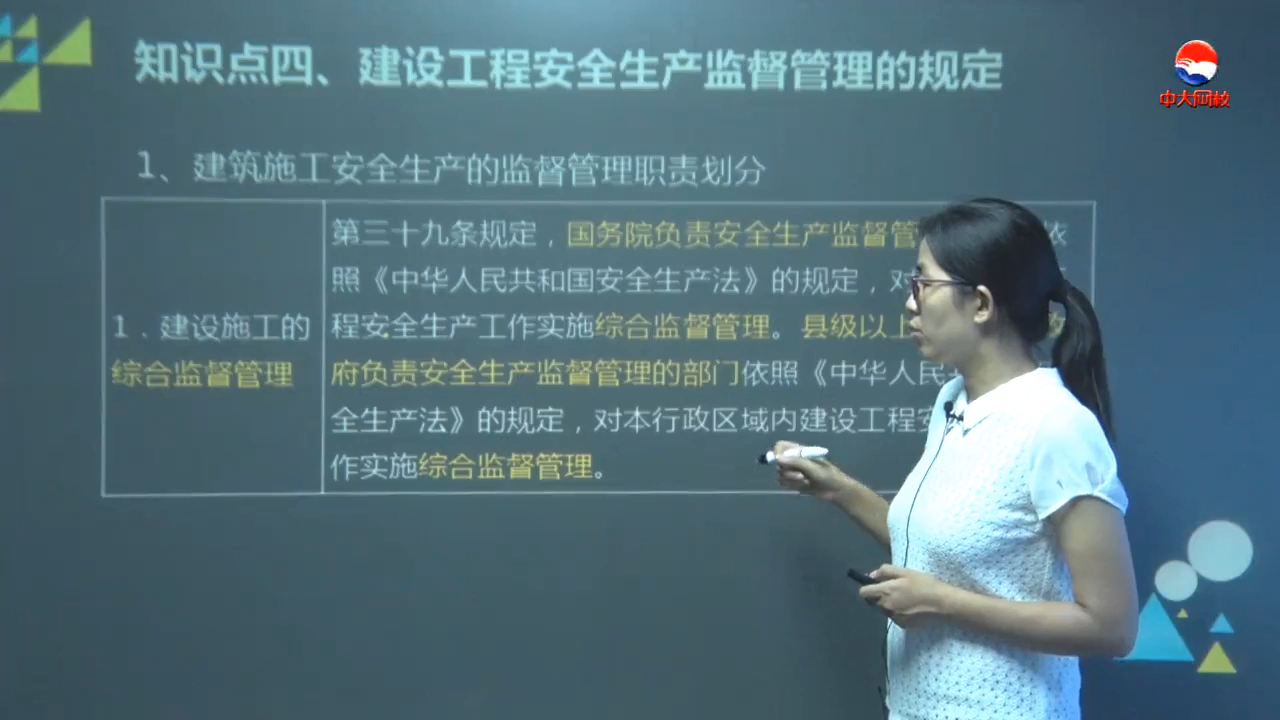 知识点四、建设工程安全生产监督管理的规定
中大网校
1、建筑施工安全生产的监督管理职责划分
1．建设施工的
综合监督管理
第三十九条规定，国务院负责安全生产监督管
依
照《中华人民共和国安全生产法》的规定，对
程安全生产工作实施综合监督管理。县级以上
府负责安全生产监督管理的部门依照《中华人民
全生产法》的规定，对本行政区域内建设工程安
作实施综合监督管理。